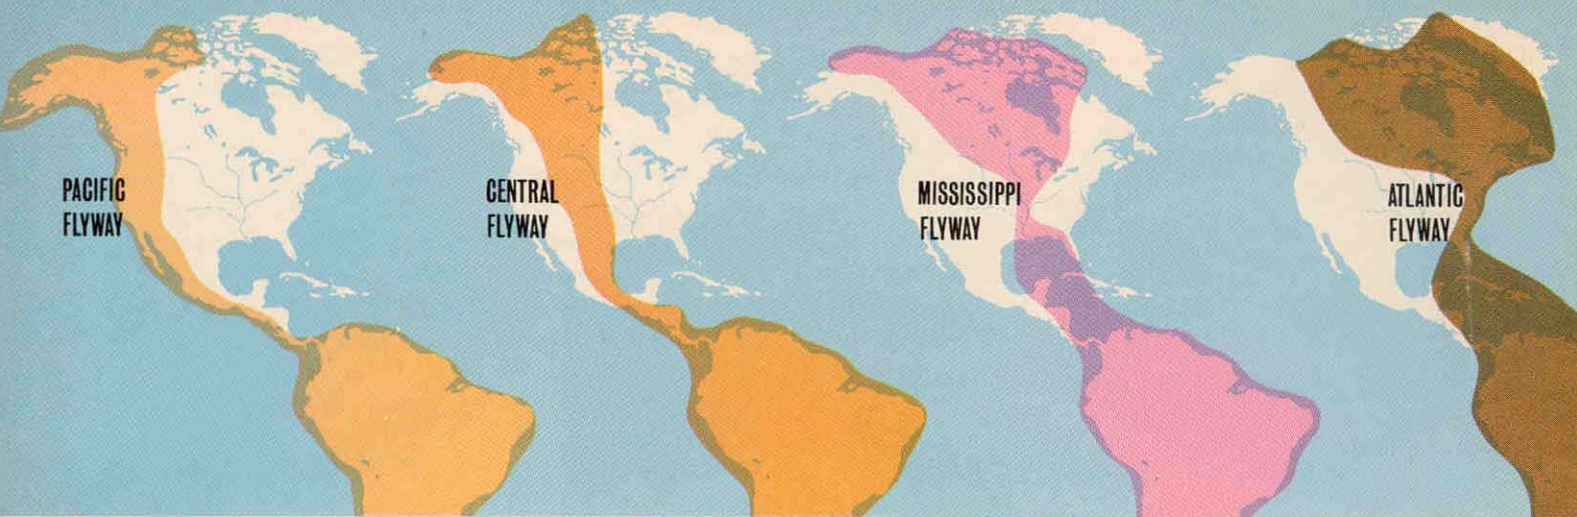 PACIFIC
FLYWAY
CENTRAL
FLYWAY
MISSISSIPPI
FLYWAY
ATLANTIC
FLYWAY